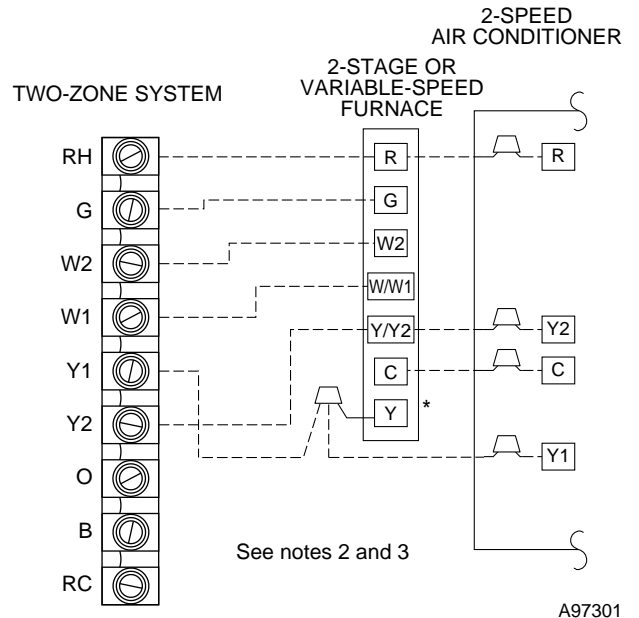 2-SPEED
AIR CONDITIONER
2-STAGE OR
VARIABLE-SPEED
FURNACE
TWO-ZONE SYSTEM
RH
R
R
G
G
W2
W2
W1
W/W1
Y/Y2
Y2
Y1
C
C
Y2
Y
*
Y1
O
B
See notes 2 and 3
RC
A97301